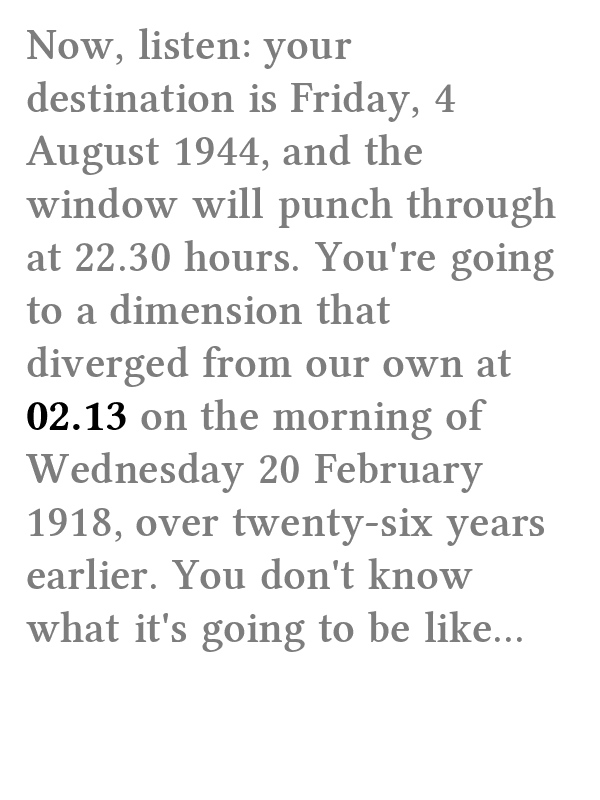 Now, listen: your
destination is Friday, 4
August 1944, and the
window will punch through
at 22.30 hours. You're going
to a dimension that
diverged from our own at
02.13 on the morning of
Wednesday 20 February
1918, over twenty-six years
earlier. You don't know
what it's going to be like...